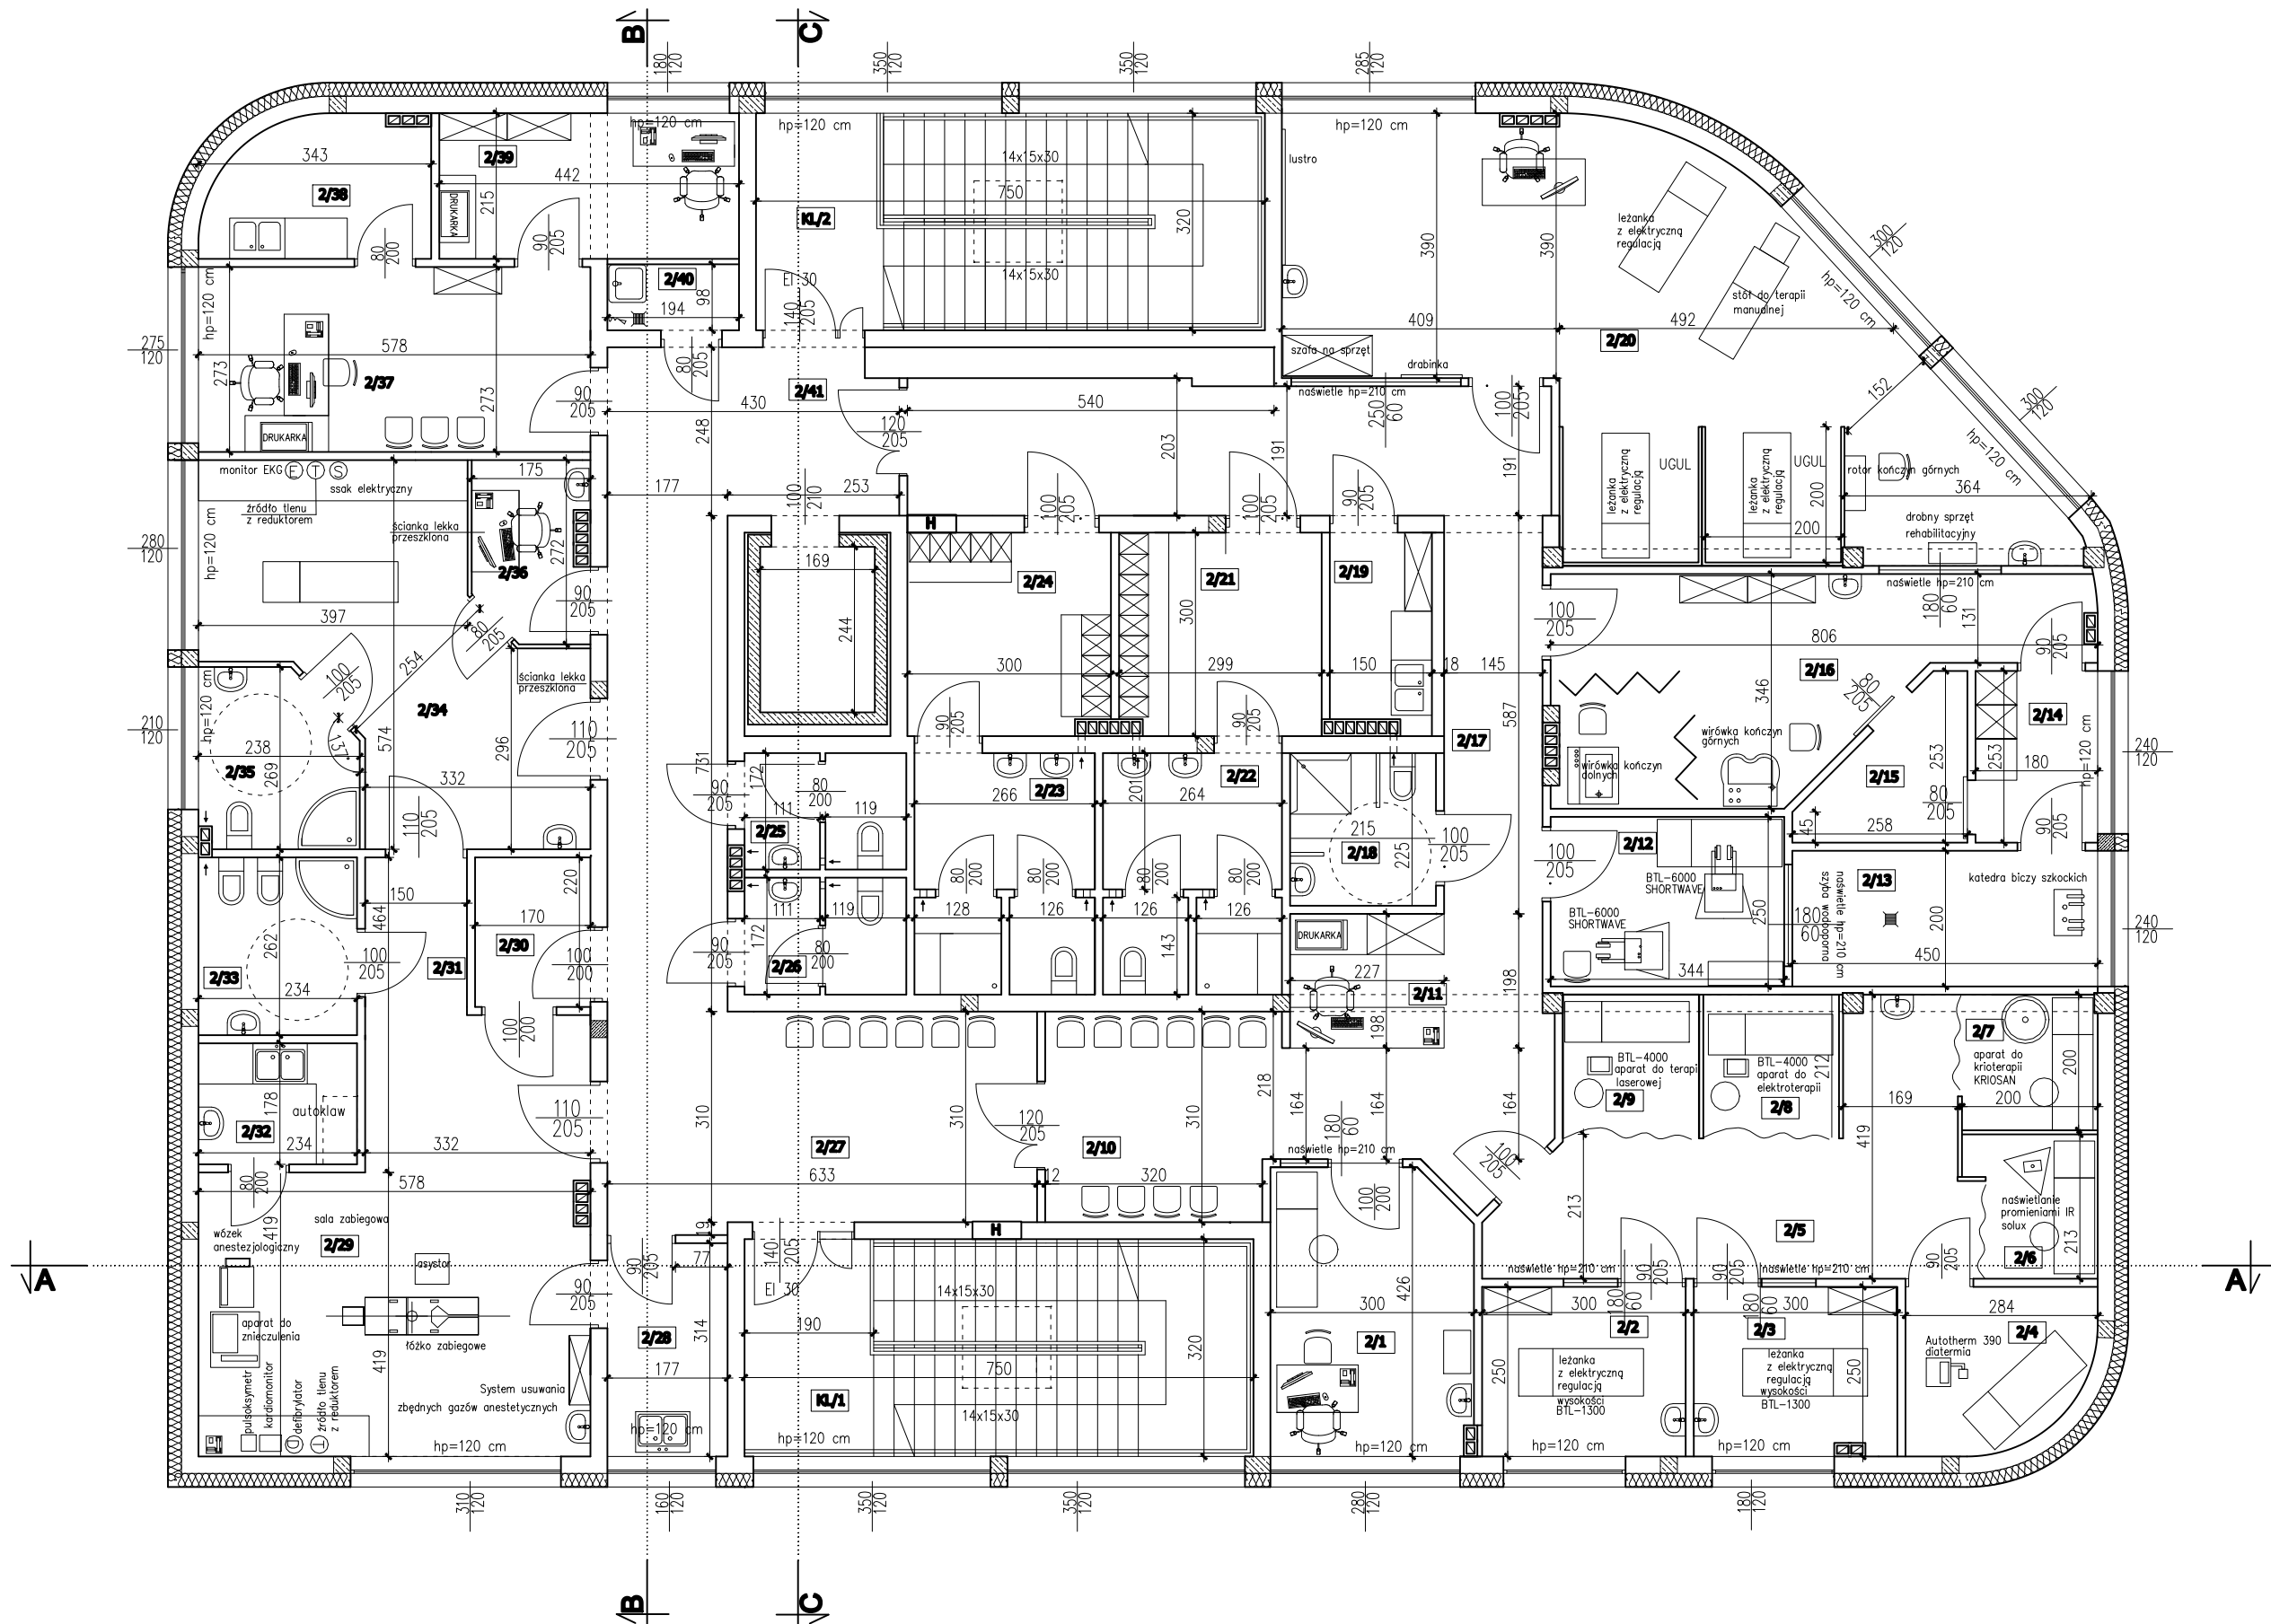 B
C
180
120
350
120
350
120
285
120
hp=120 cm
hp=120 cm
hp=120 cm
343
2/38
2/39
442
215
DRUKARKA
80
200
90
205
2/40
194
98
14x15x30
750
KL/2
320
14x15x30
EI 30
140
205
lustro
390
390
leżanka
z elektryczną
regulacją
stół do terapii
manualnej
300
120
hp=120 cm
409
492
2/20
szafa na sprzęt
drabinka
naświetle hp=210 cm
250
60
100
205
152
300
120
hp=120 cm
hp=120 cm
275
120
578
273
2/37
273
DRUKARKA
90
205
80
205
2/41
430
248
540
120
205
203
191
191
monitor EKG
E
T
S
ssak elektryczny
źródło tlenu
z reduktorem
ścianka lekka
przeszklona
175
272
2/36
177
100
210
253
100
205
100
205
90
205
leżanka
z elektryczną
regulacją
UGUL
leżanka
z elektryczną
regulacją
UGUL
200
200
rotor kończyn górnych
364
drobny sprzęt
rehabilitacyjny
280
120
hp=120 cm
397
80
205
90
205
254
169
244
H
2/24
2/21
2/19
300
300
299
150
18
145
100
205
naświetle hp=210 cm
180
60
131
806
90
205
2/16
346
80
205
2/14
210
120
hp=120 cm
100
205
ścianka lekka
przeszklona
2/34
574
238
2/35
269
137
296
110
205
332
110
205
731
90
205
172
80
200
111
119
2/25
90
205
90
205
2/23
266
201
2/22
264
2/17
587
215
2/18
225
100
205
wirówka kończyn
górnych
wirówka kończyn
dolnych
2/15
253
253
180
hp=120 cm
240
120
80
205
45
258
90
205
2/12
100
205
BTL-6000
SHORTWAVE
BTL-6000
SHORTWAVE
250
180
60
344
naświetle hp=210 cm
szyba wodoodporna
2/13
katedra biczy szkockich
200
450
240
120
150
464
220
170
2/30
262
2/33
234
100
205
2/31
100
200
100
200
111
119
172
2/26
90
205
80
200
80
200
80
200
80
200
80
200
128
126
126
126
143
DRUKARKA
227
2/11
198
198
autoklaw
178
2/32
234
332
110
205
80
200
578
310
2/27
633
120
205
12
310
2/10
320
218
164
164
180
60
naświetle hp=210 cm
164
BTL-4000
aparat do terapi
laserowej
2/9
BTL-4000
aparat do
elektroterapii
212
2/8
169
2/7
aparat do
krioterapii
KRIOSAN
200
200
419
100
205
100
200
213
naświetlanie
promieniami IR
solux
213
2/6
2/5
sala zabiegowa
wózek
anestezjologiczny
2/29
419
asystor
90
205
aparat do
znieczulenia
łóżko zabiegowe
419
System usuwania
zbędnych gazów anestetycznych
pulsoksymetr
kardiomonitor
D
defibrylator
T
źródło tlenu
z reduktorem
hp=120 cm
19
77
90
205
2/28
314
177
hp=120 cm
140
205
EI 30
H
14x15x30
190
750
320
KL/1
14x15x30
hp=120 cm
426
300
2/1
hp=120 cm
naświetle hp=210 cm
90
205
300
180
60
2/2
250
leżanka
z elektryczną
regulacją
wysokości
BTL-1300
hp=120 cm
90
205
naświetle hp=210 cm
180
60
300
2/3
leżanka
z elektryczną
regulacją
wysokości
BTL-1300
250
hp=120 cm
90
205
284
2/4
Autotherm 390
diatermia
A
A
310
120
160
120
350
120
350
120
280
120
180
120
B
C